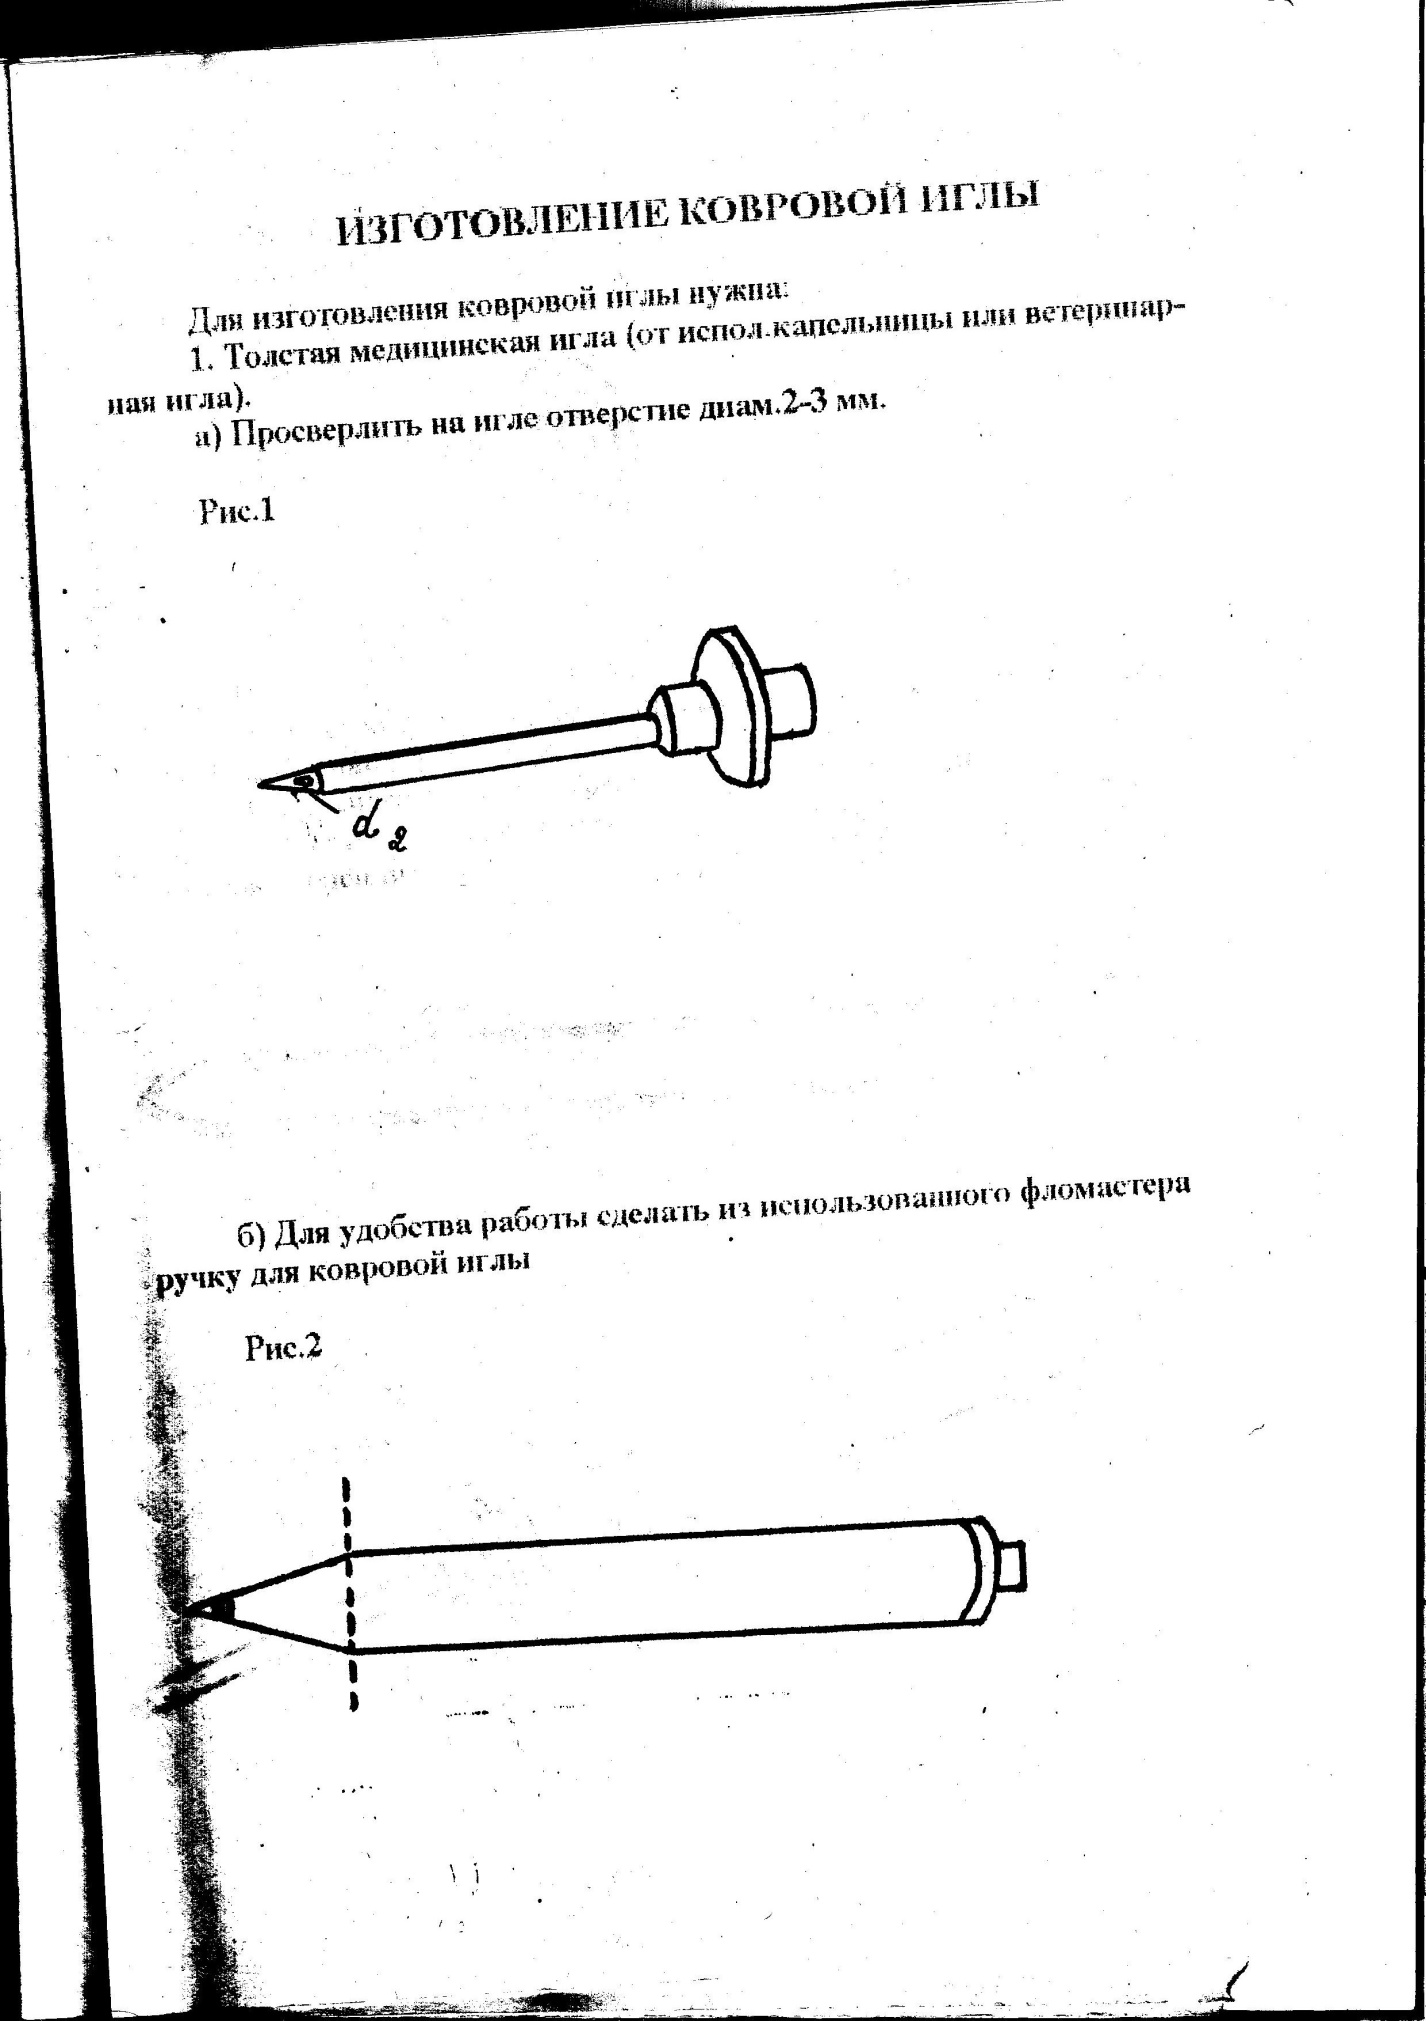 ИЗГОТОВЛЕНИЕ КОВРОВОЙ ИГЛЫ
Для изготовления ковровой иглы нужна:
1. Толстая медицинская игла (от испол.капельницы или ветеринар-
ная игла).
а) Просверлить на игле отверстие диам.2-3 мм.
Рис.1
d 2
б) Для удобства работы сделать из использованного фломастера
ручку для ковровой иглы
Рис.2